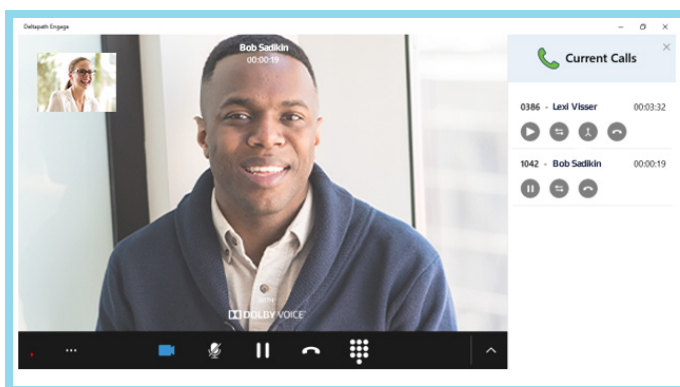 Deltapath Engage
Bob Sadikin
00:00:19
WITH
DOLBY VOICE
Current Calls
0386 - Lexi Visser 00:03:32
1042 - Bob Sadikin 00:00:19